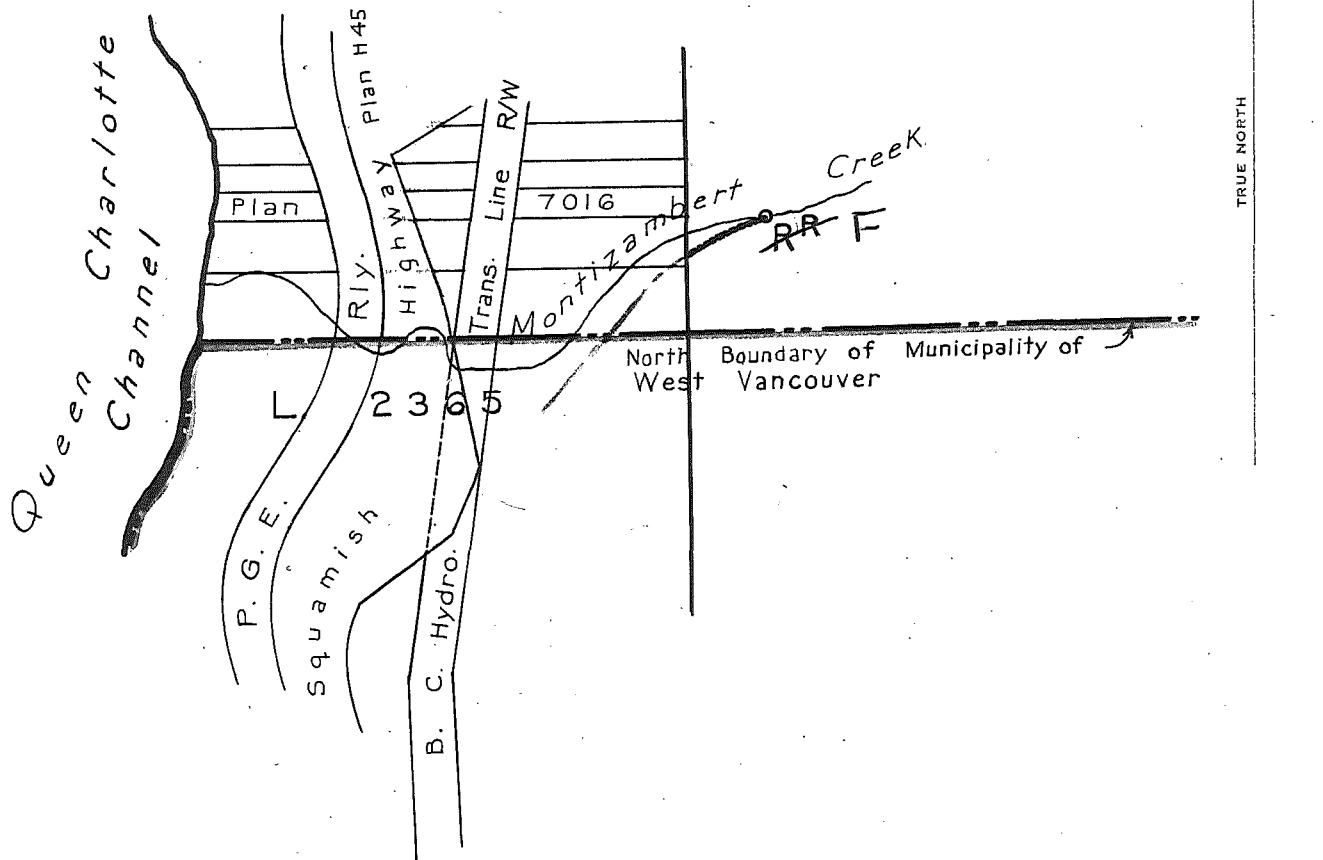 Queen Charlotte
Channel
Plan H45
Plan 7016
P. G. E. Rly.
Squamish Highway
B. C. Hydro. Trans. Line R/W
Montizambert Creek
RR F
L. 2365
North Boundary of Municipality of
West Vancouver
TRUE NORTH